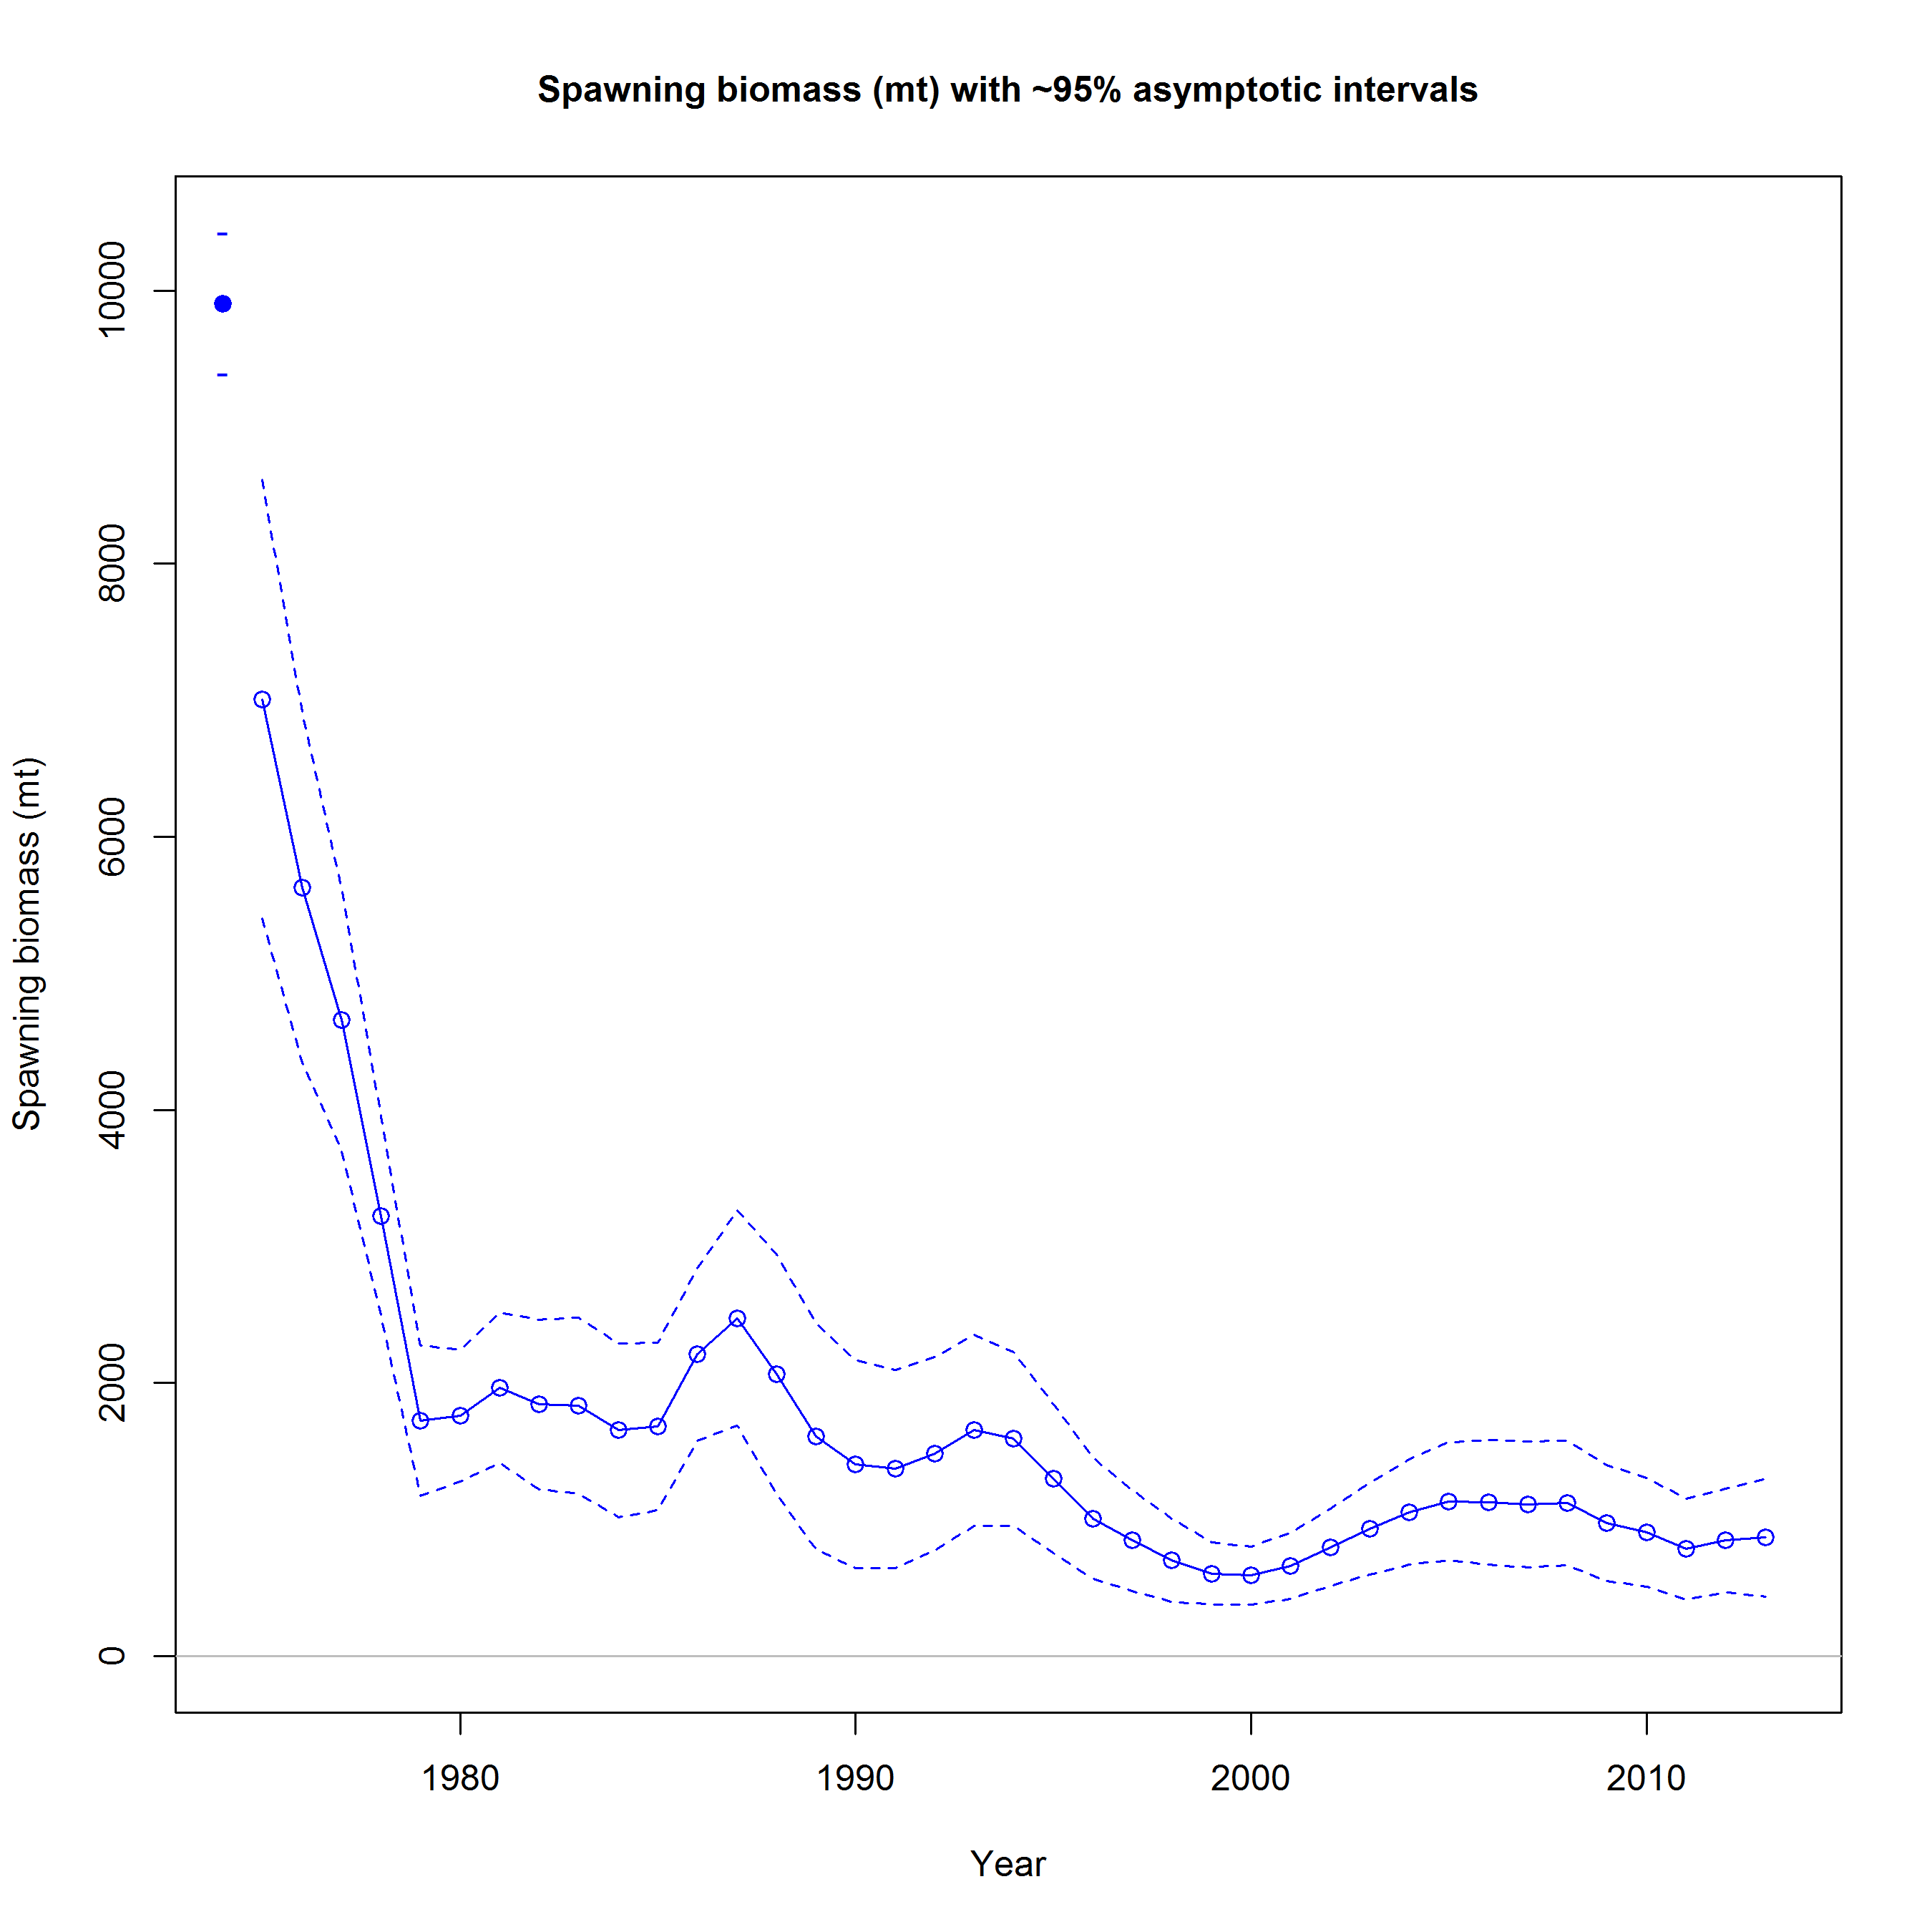 Spawning biomass (mt) with ~95% asymptotic intervals
Spawning biomass (mt)
10000
8000
6000
4000
2000
0
1980 1990 2000 2010
Year